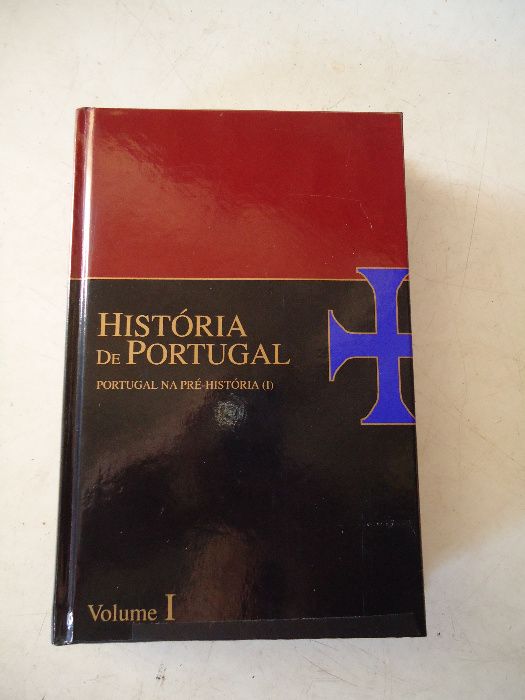 HISTÓRIA
DE PORTUGAL
PORTUGAL NA PRÉ-HISTÓRIA (I)
Volume I